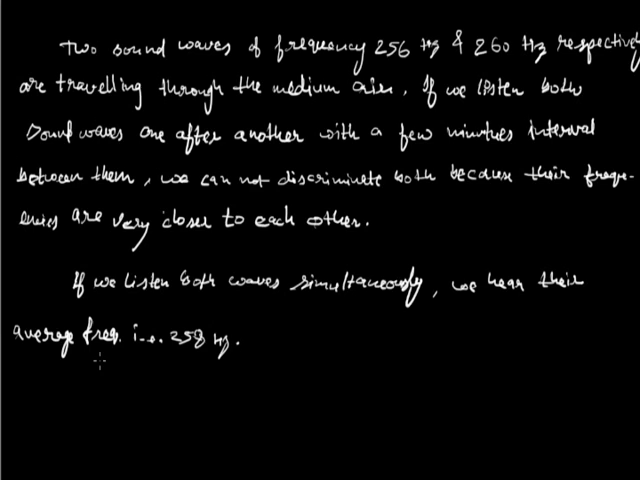 Two sound waves of frequency 256 Hz & 260 Hz respectively
are travelling through the medium air. If we listen both
sound waves one after another with a few minutes interval
between them, we can not discriminate both because their frequ-
encies are very closer to each other.
If we listen both waves simultaneously, we hear their
average freq. i.e. 258 Hz.